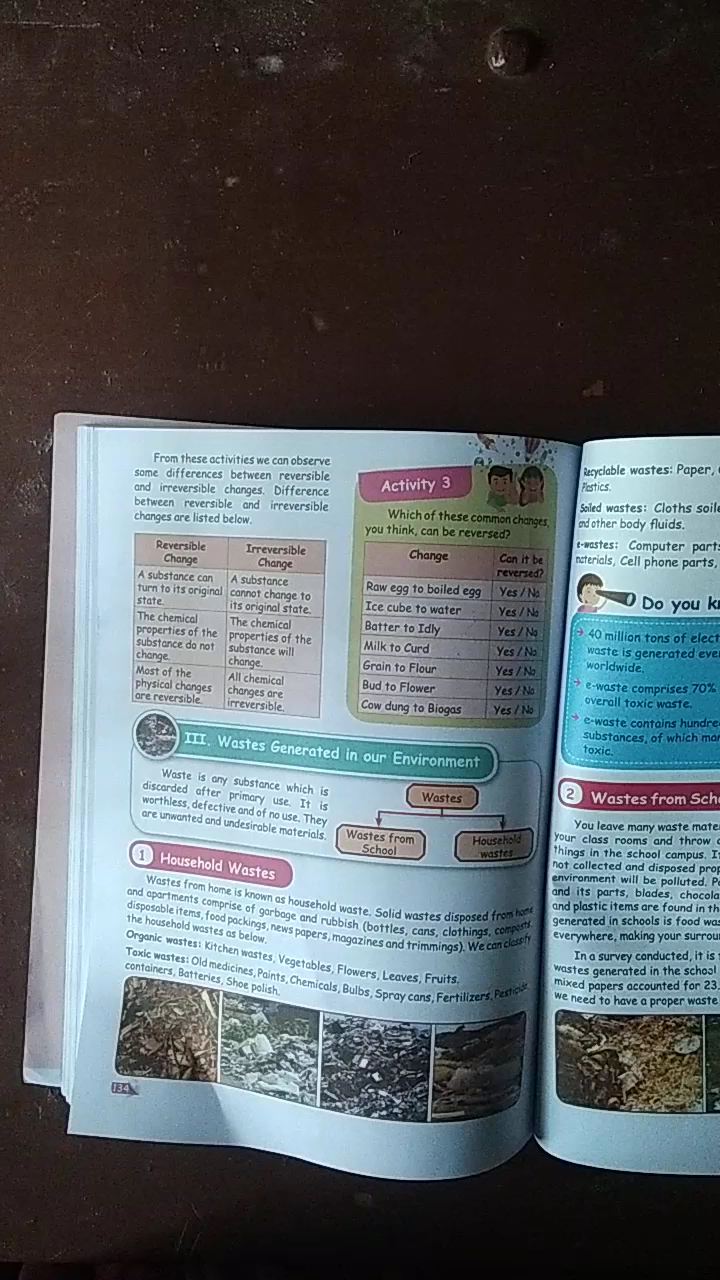 From these activities we can observe
some differences between reversible
and irreversible changes. Difference
between reversible and irreversible
changes are listed below.
Reversible Change
Irreversible Change
A substance can turn to its original state.
A substance cannot change to its original state.
The chemical properties of the substance do not change.
The chemical properties of the substance will change.
Most of the physical changes are reversible.
All chemical changes are irreversible.
Activity 3
Which of these common changes,
you think, can be reversed?
Change
Can it be reversed?
Raw egg to boiled egg Yes / No
Ice cube to water Yes / No
Batter to Idly Yes / No
Milk to Curd Yes / No
Grain to Flour Yes / No
Bud to Flower Yes / No
Cow dung to Biogas Yes / No
III. Wastes Generated in our Environment
Waste is any substance which is
discarded after primary use. It is
worthless, defective and of no use. They
are unwanted and undesirable materials.
Wastes
Wastes from School
Household wastes
1 Household Wastes
Wastes from home is known as household waste. Solid wastes disposed from home
and apartments comprise of garbage and rubbish (bottles, cans, clothings, composts,
disposable items, food packings, news papers, magazines and trimmings). We can classify
the household wastes as below.
Organic wastes: Kitchen wastes, Vegetables, Flowers, Leaves, Fruits.
Toxic wastes: Old medicines, Paints, Chemicals, Bulbs, Spray cans, Fertilizers, Pesticide
containers, Batteries, Shoe polish.
134
Recyclable wastes: Paper,
Plastics.
Soiled wastes: Cloths
and other body fluids.
e-wastes: Computer
materials, Cell phone parts,
Do you
40 million tons of
waste is generated
worldwide.
e-waste comprises 70%
overall toxic waste.
e-waste contains
substances, of which
toxic.
2 Wastes from
You leave many waste
your class rooms and throw
things in the school campus.
not collected and disposed
environment will be polluted.
and its parts, blades,
and plastic items are found in
generated in schools is food
everywhere, making your
In a survey conducted, it is
wastes generated in the school
mixed papers accounted for 23.
we need to have a proper waste